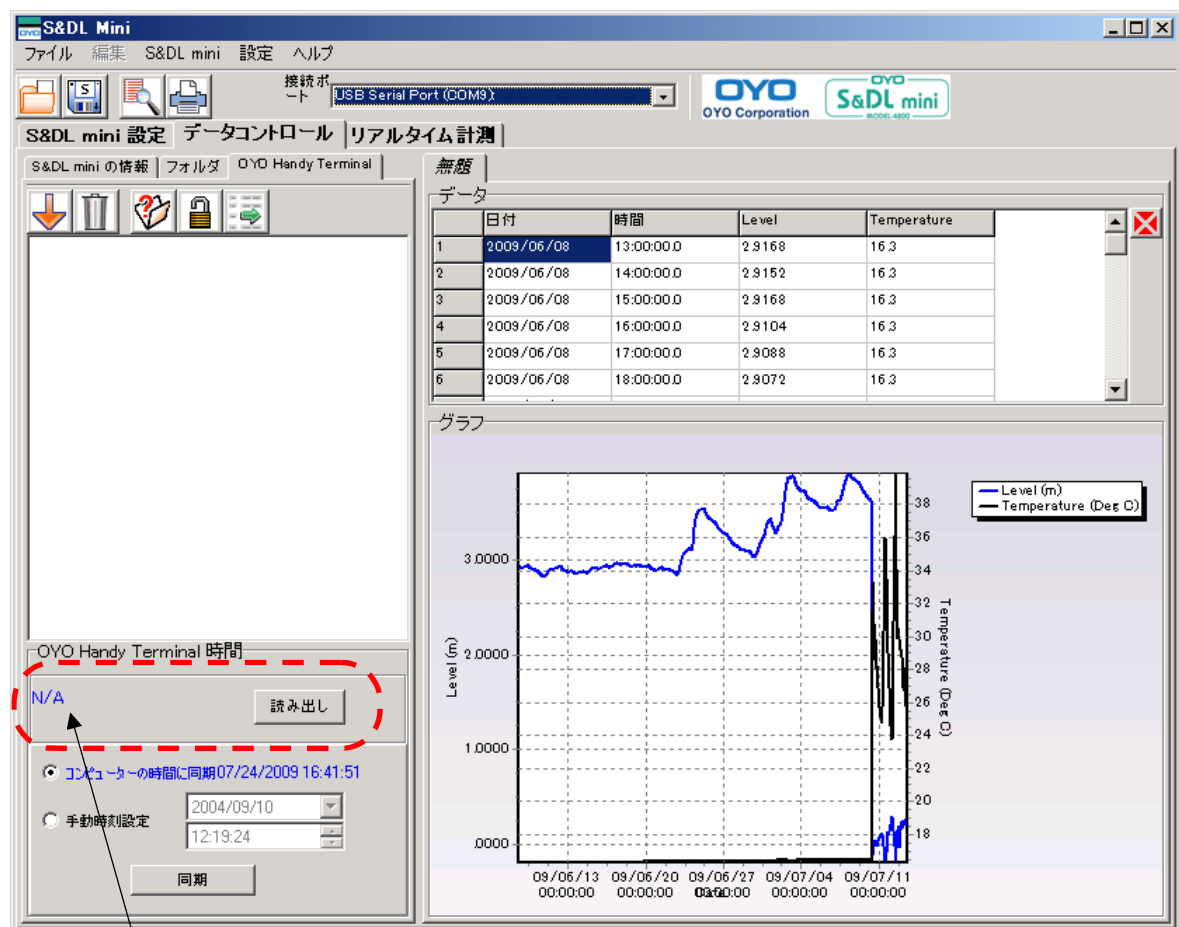 S&DL Mini
ファイル 編集 S&DL mini 設定 ヘルプ
接続ポート USB Serial Port (COM9):
OYO
OYO Corporation
OYO
S&DL mini
MODEL-4800
S&DL mini 設定 データコントロール リアルタイム計測
S&DL mini の情報 フォルダ OYO Handy Terminal
無題
データ
日付 時間 Level Temperature
1 2009/06/08 13:00:00.0 2.9168 16.3
2 2009/06/08 14:00:00.0 2.9152 16.3
3 2009/06/08 15:00:00.0 2.9168 16.3
4 2009/06/08 16:00:00.0 2.9104 16.3
5 2009/06/08 17:00:00.0 2.9088 16.3
6 2009/06/08 18:00:00.0 2.9072 16.3
グラフ
Level (m)
Temperature (Deg C)
3.0000
2.0000
1.0000
.0000
Level (m)
38
36
34
32
30
28
26
24
22
20
18
Temperature (Deg C)
09/06/13 09/06/20 09/06/27 09/07/04 09/07/11
00:00:00 00:00:00 00:00:00 00:00:00 00:00:00
Date
OYO Handy Terminal 時間
N/A
読み出し
コンピューターの時間に同期07/24/2009 16:41:51
手動時刻設定
2004/09/10
12:19:24
同期